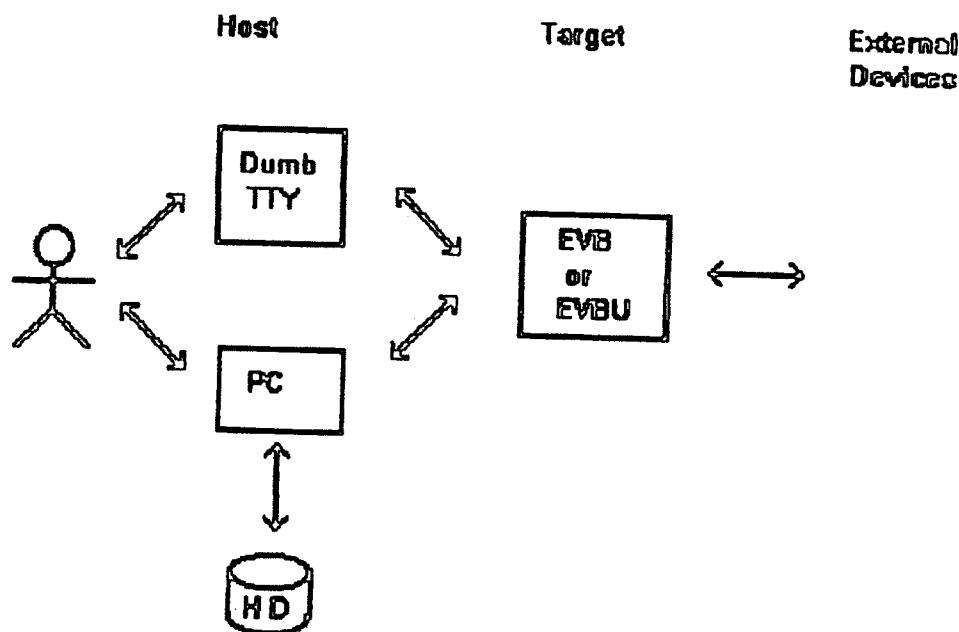 Host
Target
External
Devices
Dumb
TTY
EVB
or
EVBU
PC
HD